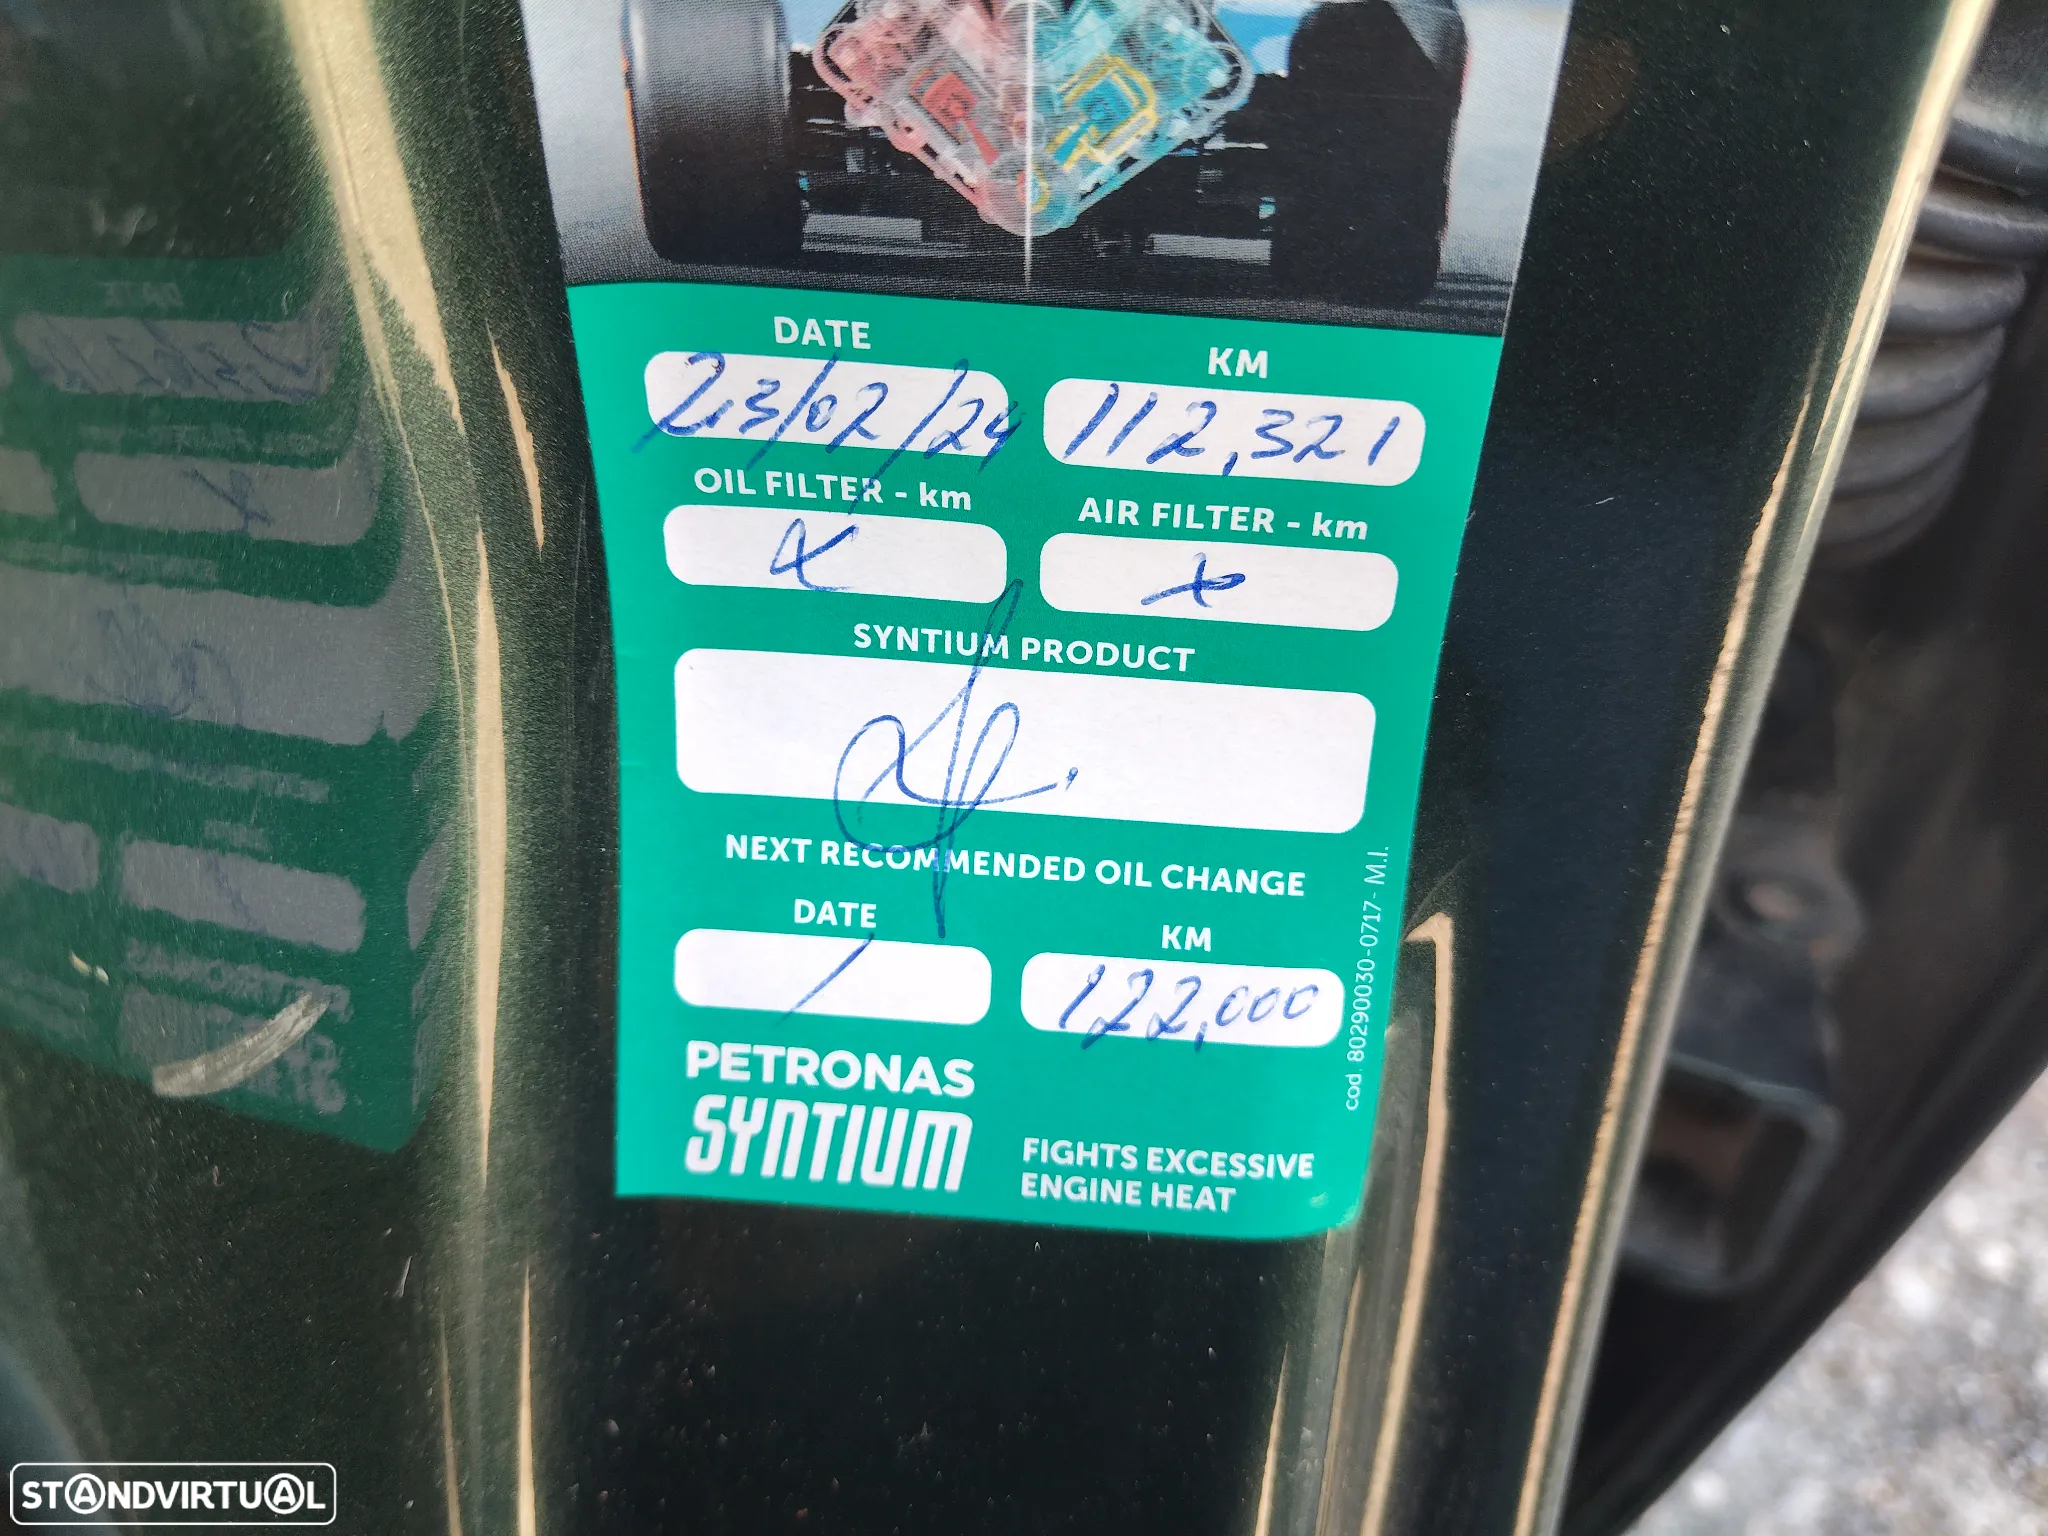 DATE KM
23/02/24 112,321
OIL FILTER - km AIR FILTER - km
x x
SYNTIUM PRODUCT
NEXT RECOMMENDED OIL CHANGE
DATE KM
/ 122,000
PETRONAS
SYNTIUM
FIGHTS EXCESSIVE
ENGINE HEAT
cod. 80290030-0717- M.I.
STANDVIRTUAL